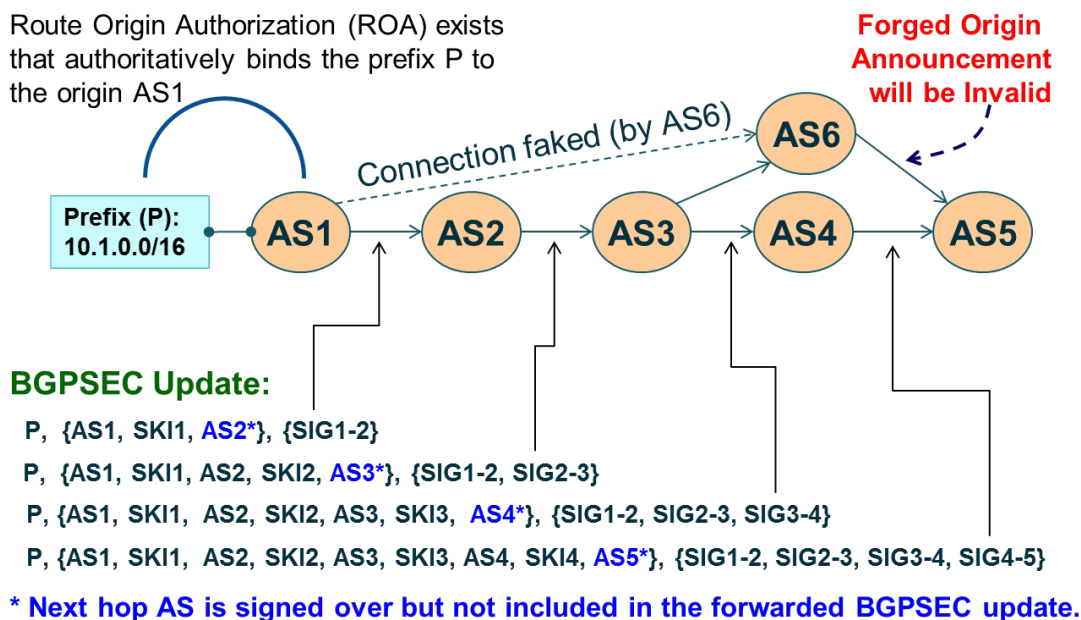 Route Origin Authorization (ROA) exists
that authoritatively binds the prefix P to
the origin AS1
Forged Origin
Announcement
will be Invalid
Connection faked (by AS6)
AS6
Prefix (P):
10.1.0.0/16
AS1
AS2
AS3
AS4
AS5
BGPSEC Update:
P, {AS1, SKI1, AS2*}, {SIG1-2}
P, {AS1, SKI1, AS2, SKI2, AS3*}, {SIG1-2, SIG2-3}
P, {AS1, SKI1, AS2, SKI2, AS3, SKI3, AS4*}, {SIG1-2, SIG2-3, SIG3-4}
P, {AS1, SKI1, AS2, SKI2, AS3, SKI3, AS4, SKI4, AS5*}, {SIG1-2, SIG2-3, SIG3-4, SIG4-5}
* Next hop AS is signed over but not included in the forwarded BGPSEC update.